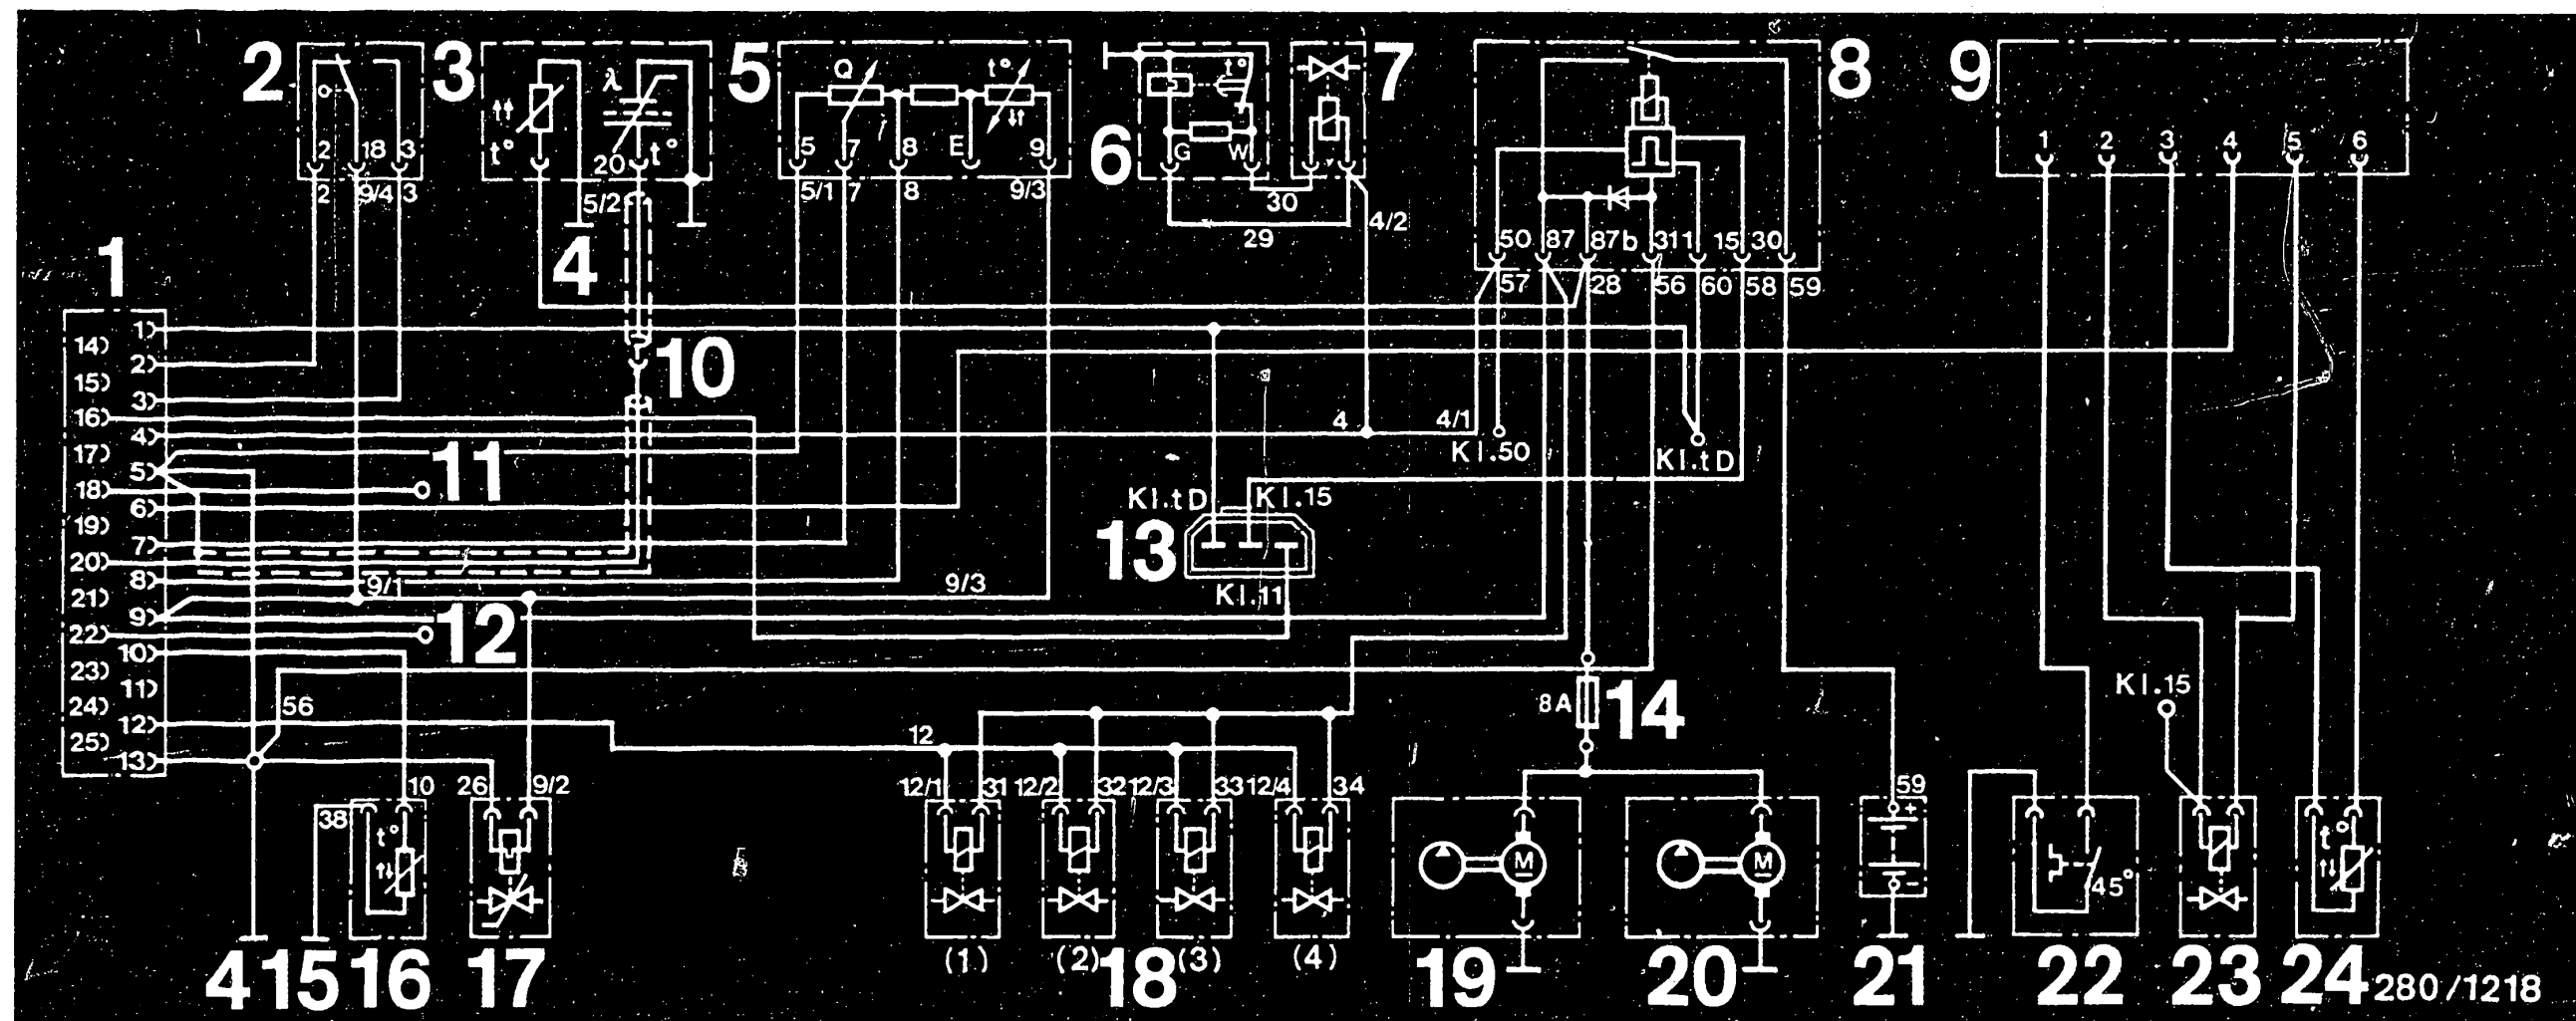 2 3 5 6 7 8 9
Q t° t°
λ
t° 20 t°
2 18 3
5 7 8 E 9
G W
1 2 3 4 5 6
2 9/4 3
5/2
5/1 7 8 9/3
30
29
4/2
50 87 87b 311 15 30
57 28 56 60 58 59
1
4
1)
14)
2)
15)
3)
16)
4)
17)
5)
18)
6)
19)
7)
20)
8)
21)
9)
22)
10)
23)
11)
24)
12)
25)
13)
10
11
12
4 4/1
Kl.50
Kl.tD
Kl.tD Kl.15
13
Kl.11
9/1 9/3
56
12
8A 14
Kl.15
10 26 9/2
38
t°
12/1 31 12/2 32 12/3 33 12/4 34
59
+
-
M M
45°
t°
(1) (2) (3) (4)
4 15 16 17 18 19 20 21 22 23 24
280/1218